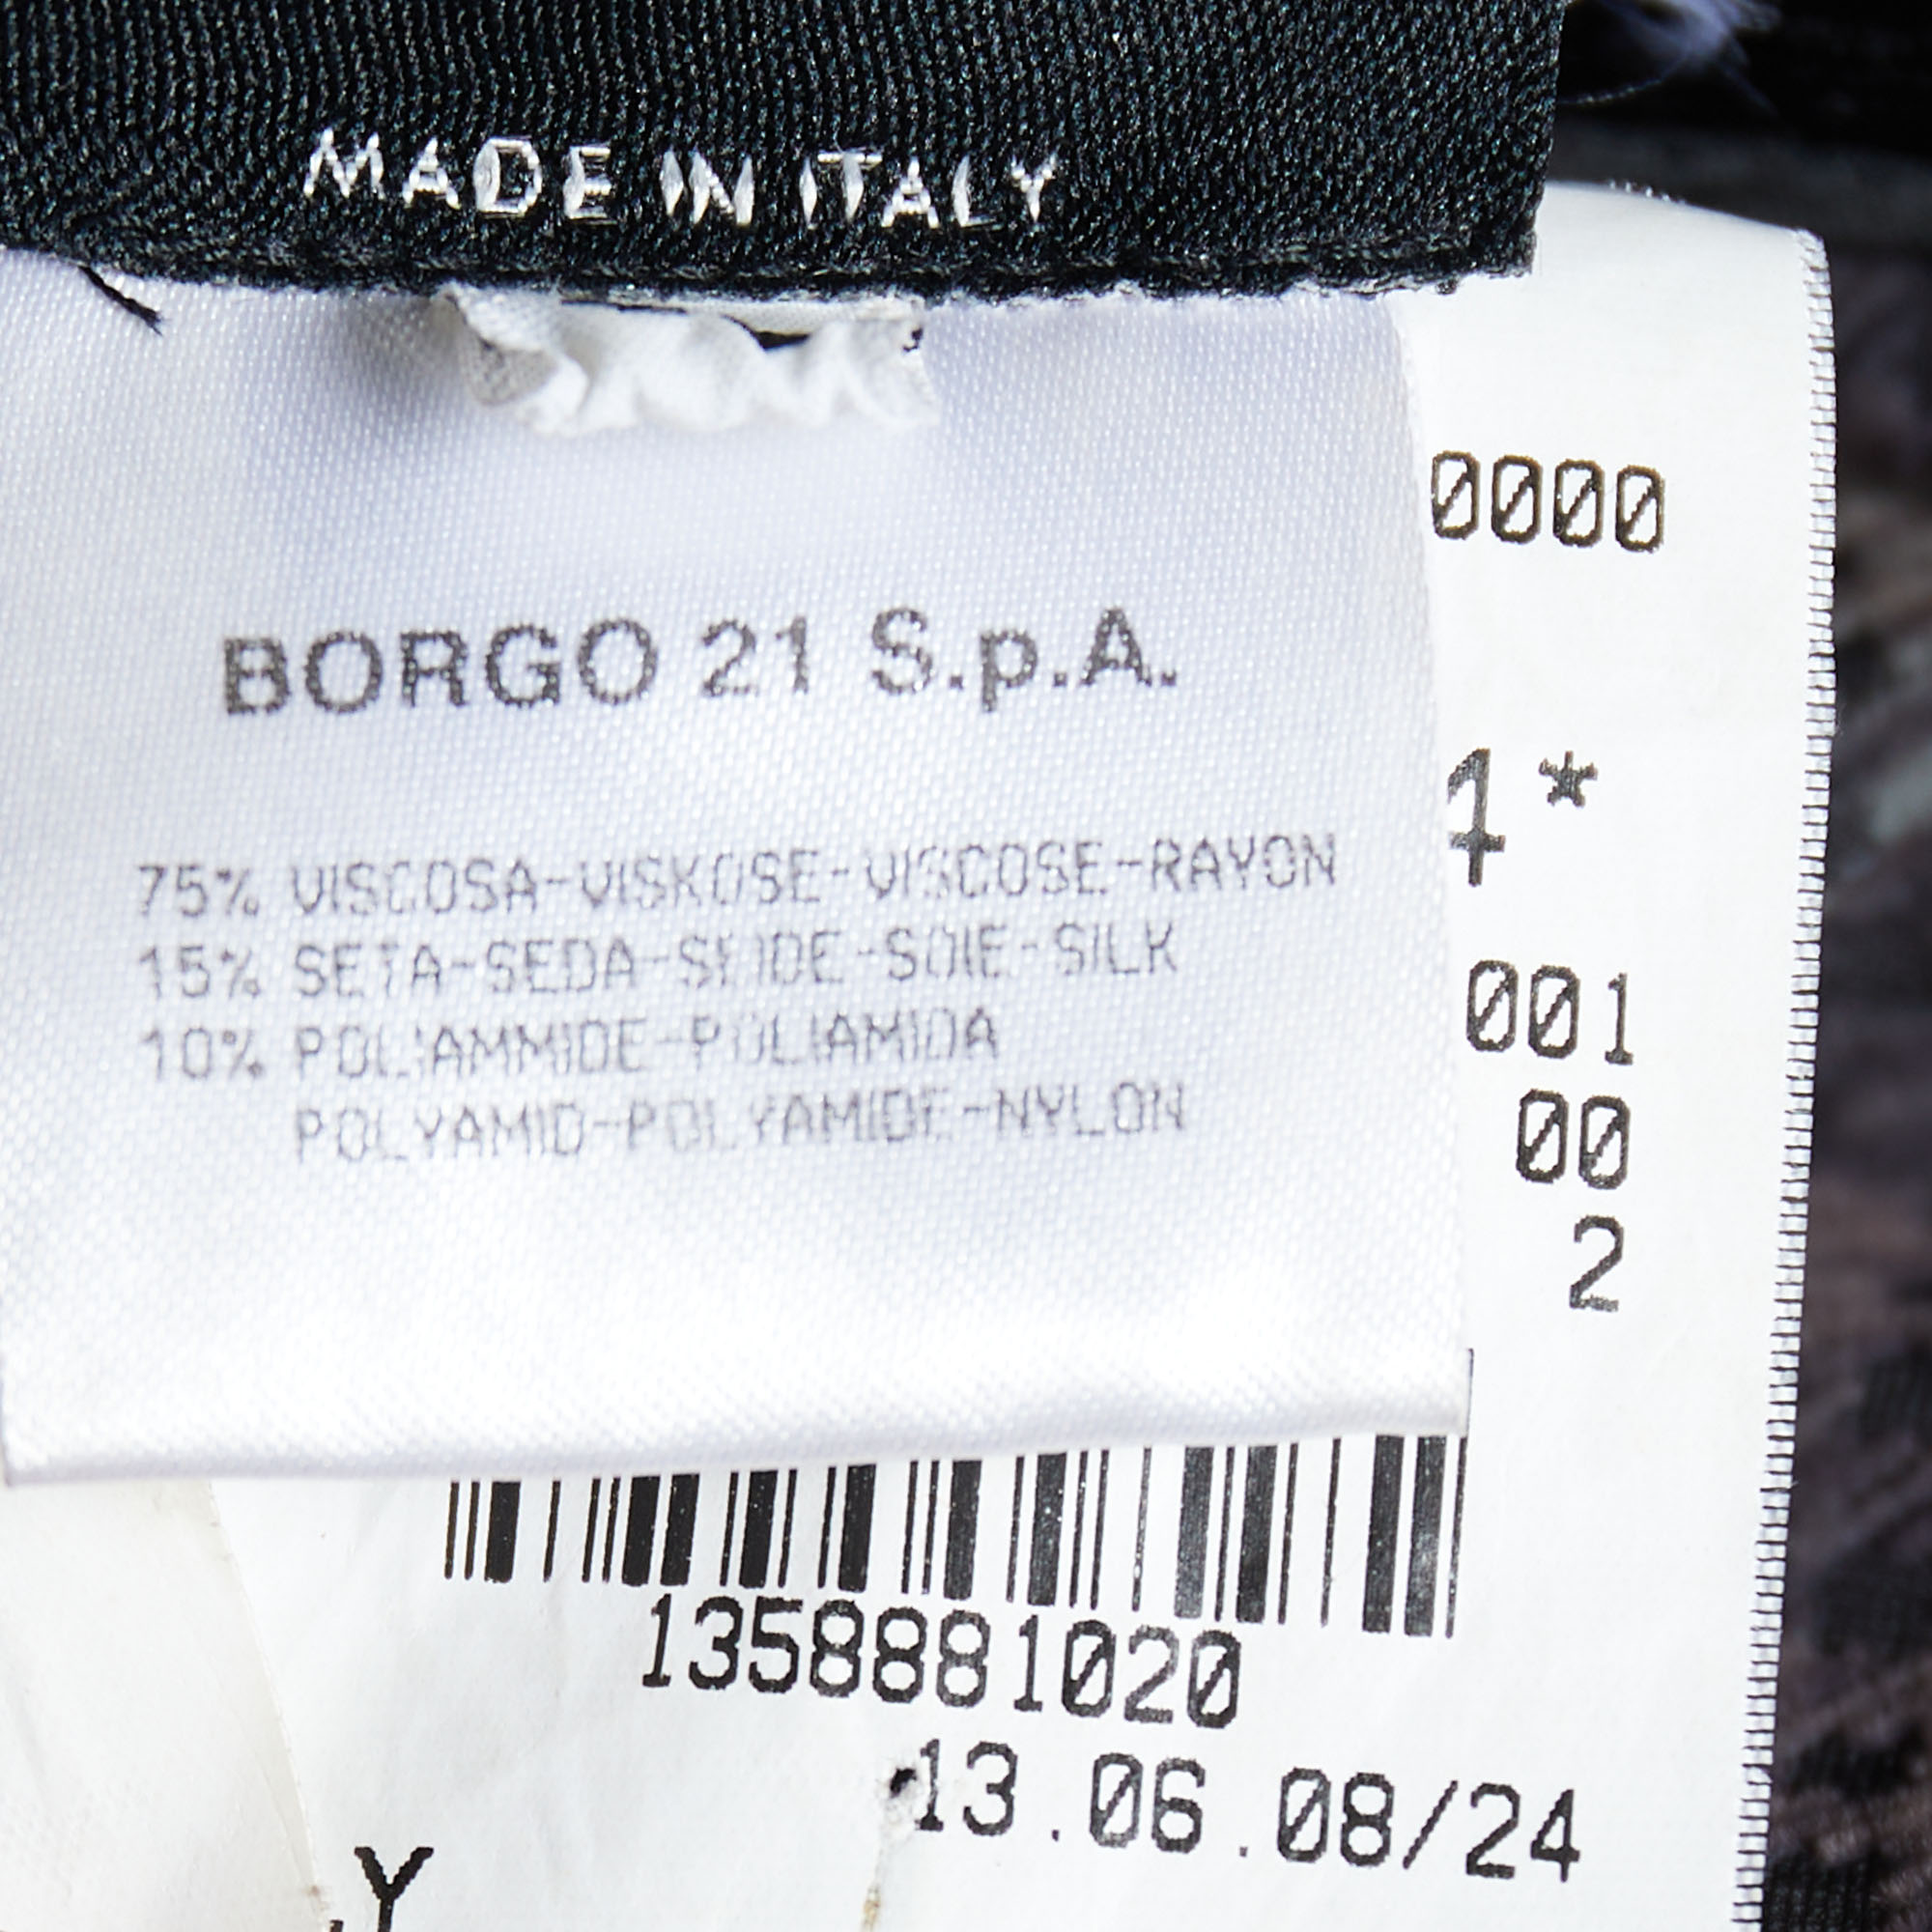 MADE IN ITALY
0000
BORGO 21 S.p.A.
1*
75% VISCOSA-VISKOSE-VISCOSE-RAYON
15% SETA-SEDA-SEIDE-SOIE-SILK
10% POLIAMMIDE-POLIAMIDA
POLYAMID-POLYAMIDE-NYLON
001
00
2
1358881020
13.06.08/24
Y